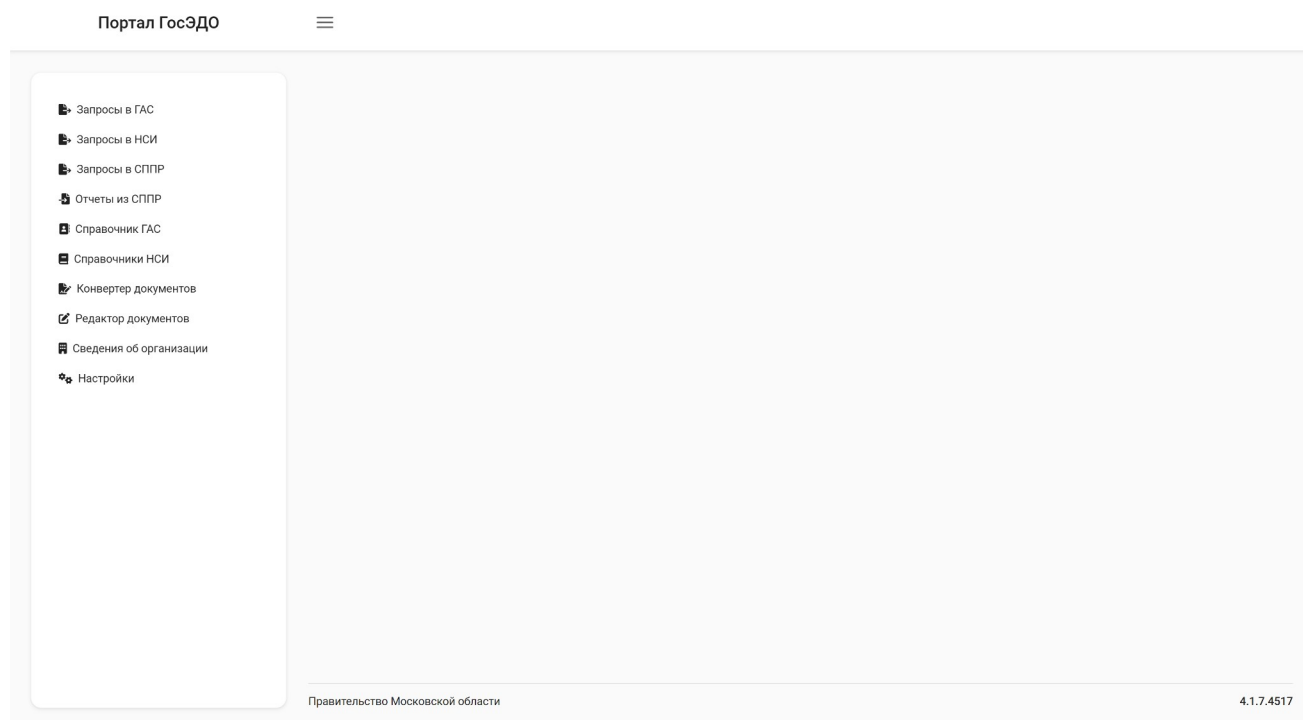 Портал ГосЭДО
Запросы в ГАС
Запросы в НСИ
Запросы в СППР
Отчеты из СППР
Справочник ГАС
Справочники НСИ
Конвертер документов
Редактор документов
Сведения об организации
Настройки
Правительство Московской области
4.1.7.4517